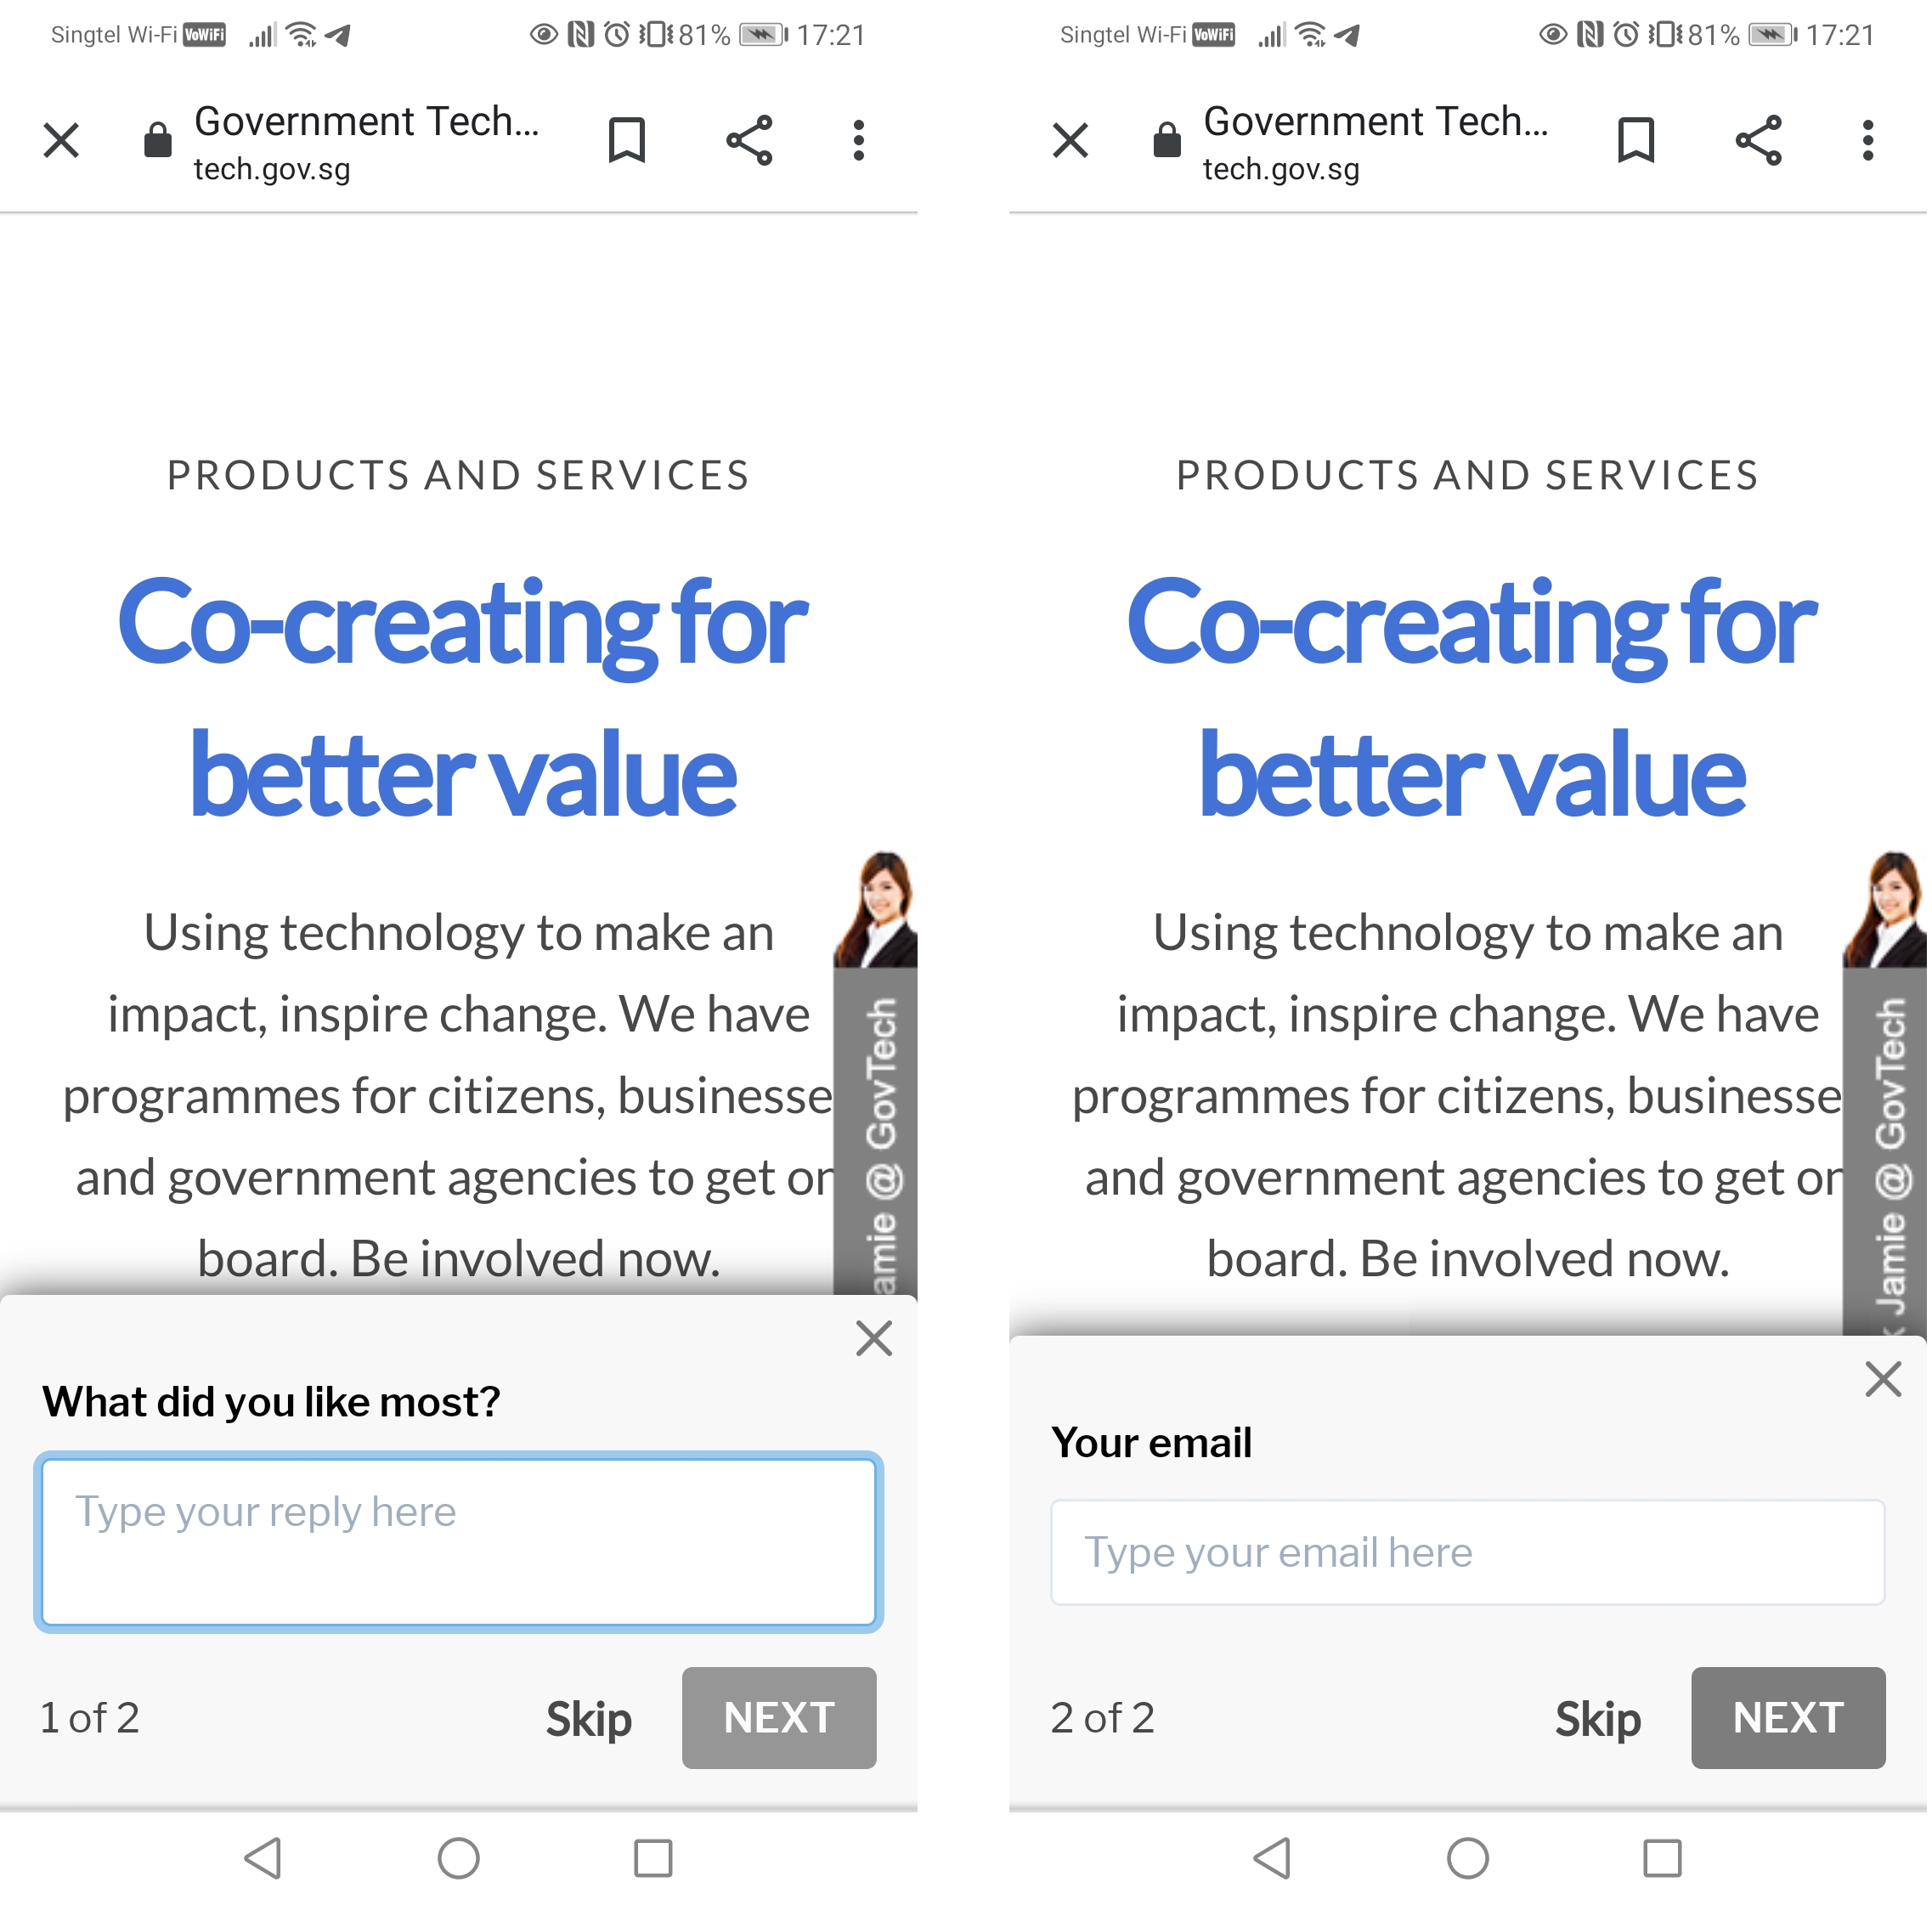 Singtel Wi-Fi VoWiFi 81% 17:21
Government Tech...
tech.gov.sg
PRODUCTS AND SERVICES
Co-creating for
better value
Using technology to make an
impact, inspire change. We have
programmes for citizens, businesse
and government agencies to get on
board. Be involved now.
amie @ GovTech
What did you like most?
Type your reply here
1 of 2 Skip NEXT
Singtel Wi-Fi VoWiFi 81% 17:21
Government Tech...
tech.gov.sg
PRODUCTS AND SERVICES
Co-creating for
better value
Using technology to make an
impact, inspire change. We have
programmes for citizens, businesse
and government agencies to get on
board. Be involved now.
k Jamie @ GovTech
Your email
Type your email here
2 of 2 Skip NEXT